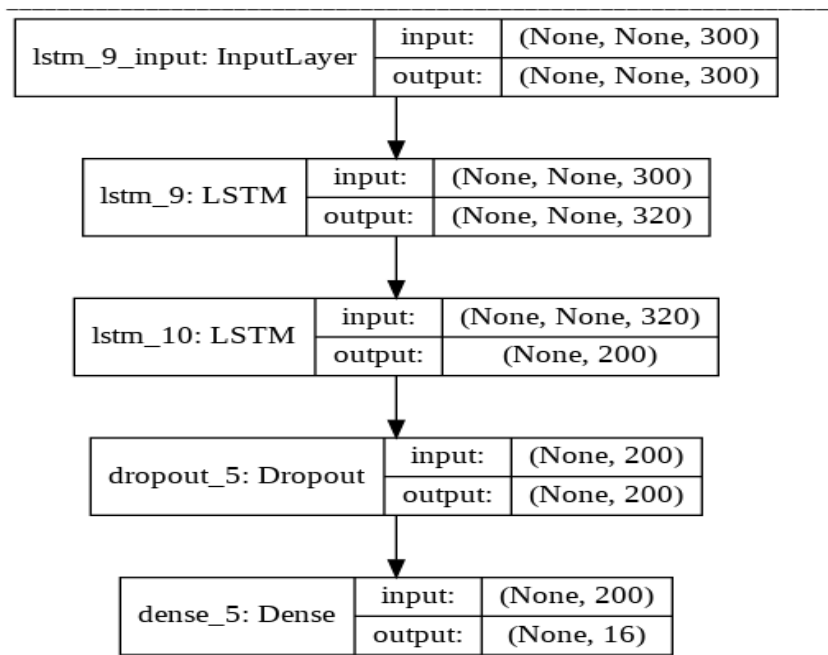 lstm_9_input: InputLayer
input: (None, None, 300)
output: (None, None, 300)
lstm_9: LSTM
input: (None, None, 300)
output: (None, None, 320)
lstm_10: LSTM
input: (None, None, 320)
output: (None, 200)
dropout_5: Dropout
input: (None, 200)
output: (None, 200)
dense_5: Dense
input: (None, 200)
output: (None, 16)